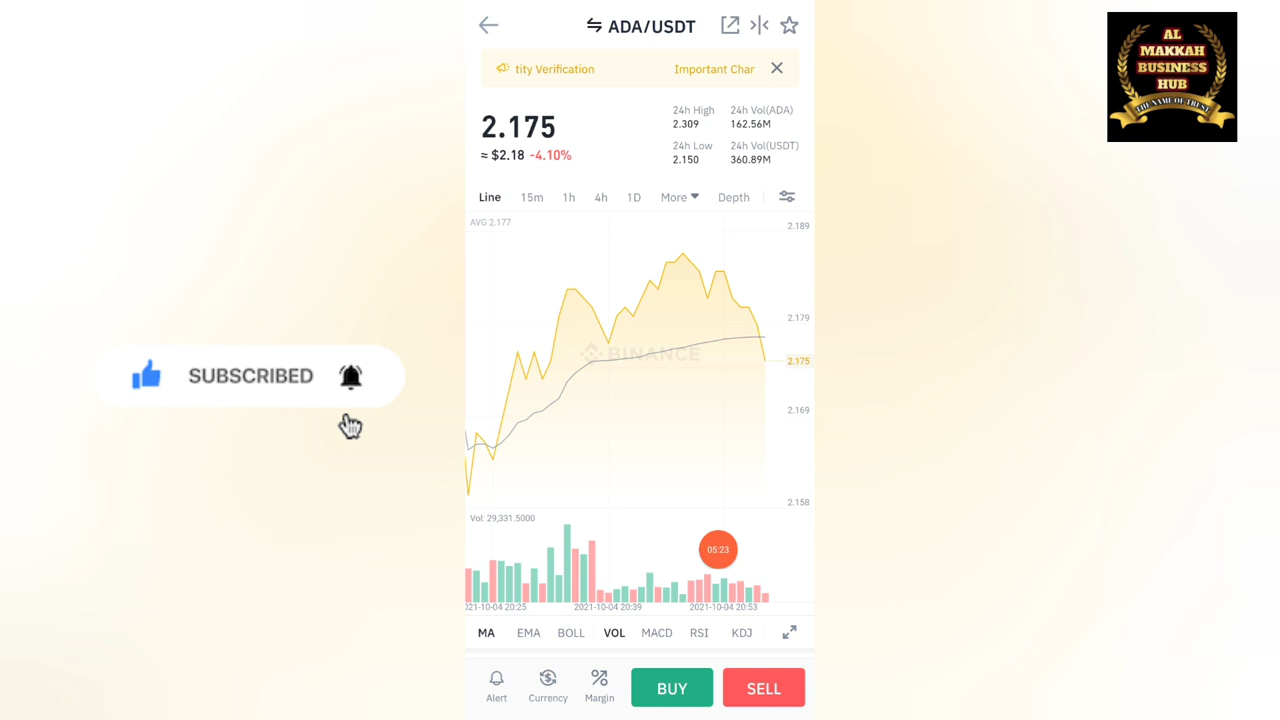 ADA/USDT
tity Verification Important Char
2.175
≈ $2.18 -4.10%
24h High 24h Vol(ADA)
2.309 162.56M
24h Low 24h Vol(USDT)
2.150 360.89M
Line 15m 1h 4h 1D More Depth
AVG 2.177
2.189
2.179
BINANCE
2.175
2.169
2.158
Vol: 29,331.5000
05:23
021-10-04 20:25 2021-10-04 20:39 2021-10-04 20:53
MA EMA BOLL VOL MACD RSI KDJ
Alert Currency Margin BUY SELL
SUBSCRIBED
AL
MAKKAH
BUSINESS
HUB
THE NAME OF TRUST